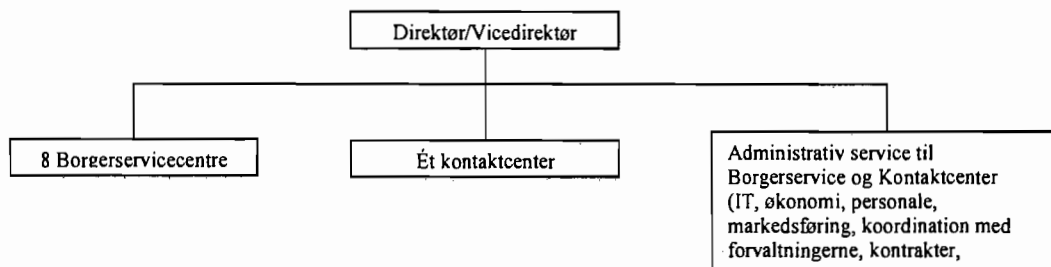 Direktør/Vicedirektør
8 Borgerservicecentre
Ét kontaktcenter
Administrativ service til
Borgerservice og Kontaktcenter
(IT, økonomi, personale,
markedsføring, koordination med
forvaltningerne, kontrakter,